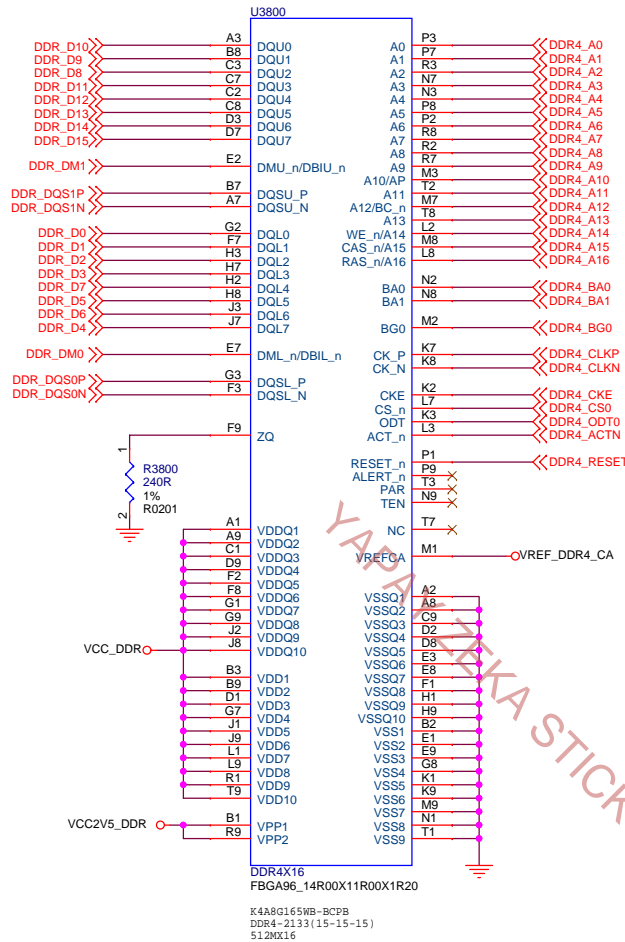 U3800
DDR_D10 A3 DQU0 A0 P3 DDR4_A0
DDR_D9 B8 DQU1 A1 P7 DDR4_A1
DDR_D8 C3 DQU2 A2 R3 DDR4_A2
DDR_D11 C7 DQU3 A3 N7 DDR4_A3
DDR_D12 C2 DQU4 A4 N3 DDR4_A4
DDR_D13 C8 DQU5 A5 P8 DDR4_A5
DDR_D14 D3 DQU6 A6 P2 DDR4_A6
DDR_D15 D7 DQU7 A7 R8 DDR4_A7
A8 R2 DDR4_A8
DDR_DM1 E2 DMU_n/DBIU_n A9 R7 DDR4_A9
A10/AP M3 DDR4_A10
DDR_DQS1P B7 DQSU_P A11 T2 DDR4_A11
DDR_DQS1N A7 DQSU_N A12/BC_n M7 DDR4_A12
A13 T8 DDR4_A13
DDR_D0 G2 DQL0 WE_n/A14 L2 DDR4_A14
DDR_D1 F7 DQL1 CAS_n/A15 M8 DDR4_A15
DDR_D2 H3 DQL2 RAS_n/A16 L8 DDR4_A16
DDR_D3 H7 DQL3
DDR_D7 H2 DQL4 BA0 N2 DDR4_BA0
DDR_D5 H8 DQL5 BA1 N8 DDR4_BA1
DDR_D6 J3 DQL6
DDR_D4 J7 DQL7 BG0 M2 DDR4_BG0
DDR_DM0 E7 DML_n/DBIL_n CK_P K7 DDR4_CLKP
CK_N K8 DDR4_CLKN
DDR_DQS0P G3 DQSL_P
DDR_DQS0N F3 DQSL_N CKE K2 DDR4_CKE
CS_n L7 DDR4_CS0
ODT K3 DDR4_ODT0
F9 ZQ ACT_n L3 DDR4_ACTN
1
RESET_n P1 DDR4_RESET
R3800 ALERT_n P9
240R PAR T3
1% TEN N9
R0201
2
NC T7
A1 VDDQ1
A9 VDDQ2
C1 VDDQ3 VREFCA M1 VREF_DDR4_CA
D9 VDDQ4
F2 VDDQ5
F8 VDDQ6 VSSQ1 A2
G1 VDDQ7 VSSQ2 A8
G9 VDDQ8 VSSQ3 C9
J2 VDDQ9 VSSQ4 D2
VCC_DDR J8 VDDQ10 VSSQ5 D8
VSSQ6 E3
B3 VDD1 VSSQ7 E8
B9 VDD2 VSSQ8 F1
D1 VDD3 VSSQ9 H1
G7 VDD4 VSSQ10 H9
J1 VDD5 VSS1 B2
J9 VDD6 VSS2 E1
L1 VDD7 VSS3 E9
L9 VDD8 VSS4 G8
R1 VDD9 VSS5 K1
T9 VDD10 VSS6 K9
VSS7 M9
VCC2V5_DDR B1 VPP1 VSS8 N1
R9 VPP2 VSS9 T1
YAPAY ZEKA STICK
DDR4X16
FBGA96_14R00X11R00X1R20
K4A8G165WB-BCPB
DDR4-2133(15-15-15)
512MX16